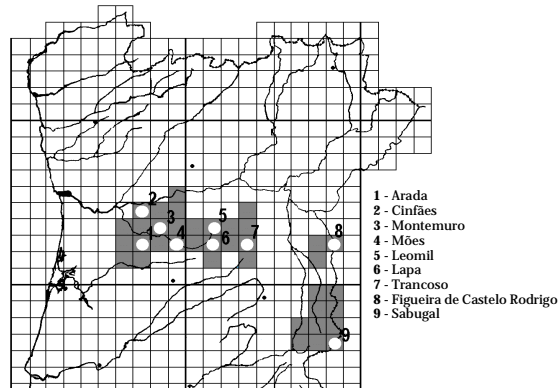 2
3
1
4
5
6
7
8
9
1 - Arada
2 - Cinfães
3 - Montemuro
4 - Mões
5 - Leomil
6 - Lapa
7 - Trancoso
8 - Figueira de Castelo Rodrigo
9 - Sabugal